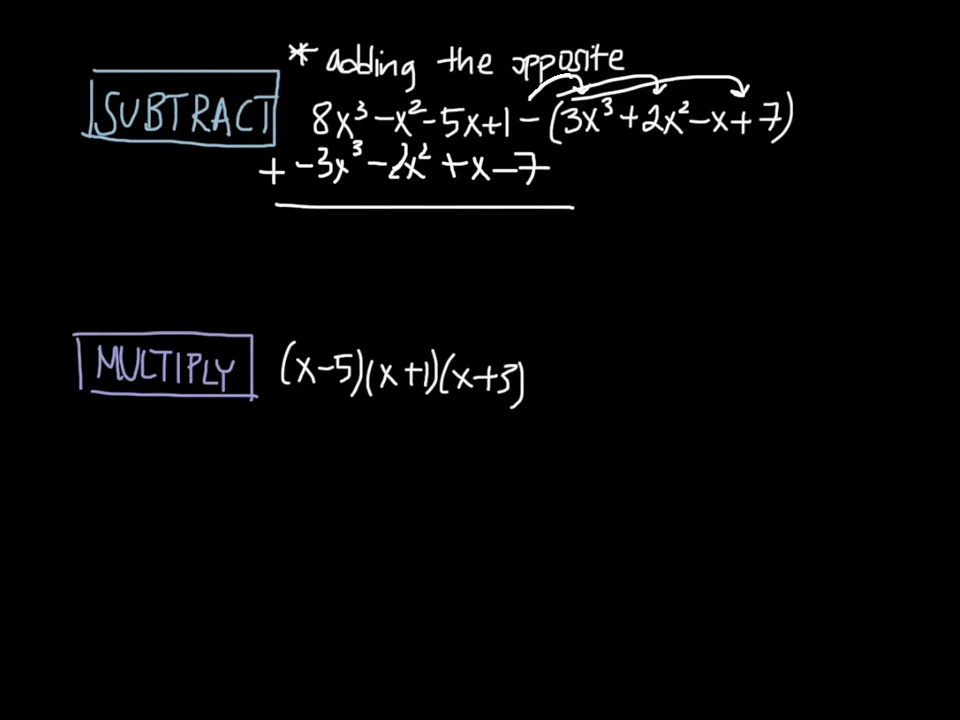 * adding the opposite
SUBTRACT 8x³ - x² - 5x + 1 - (3x³ + 2x² - x + 7)
+ -3x³ - 2x² + x - 7
MULTIPLY (x - 5)(x + 1)(x + 3)